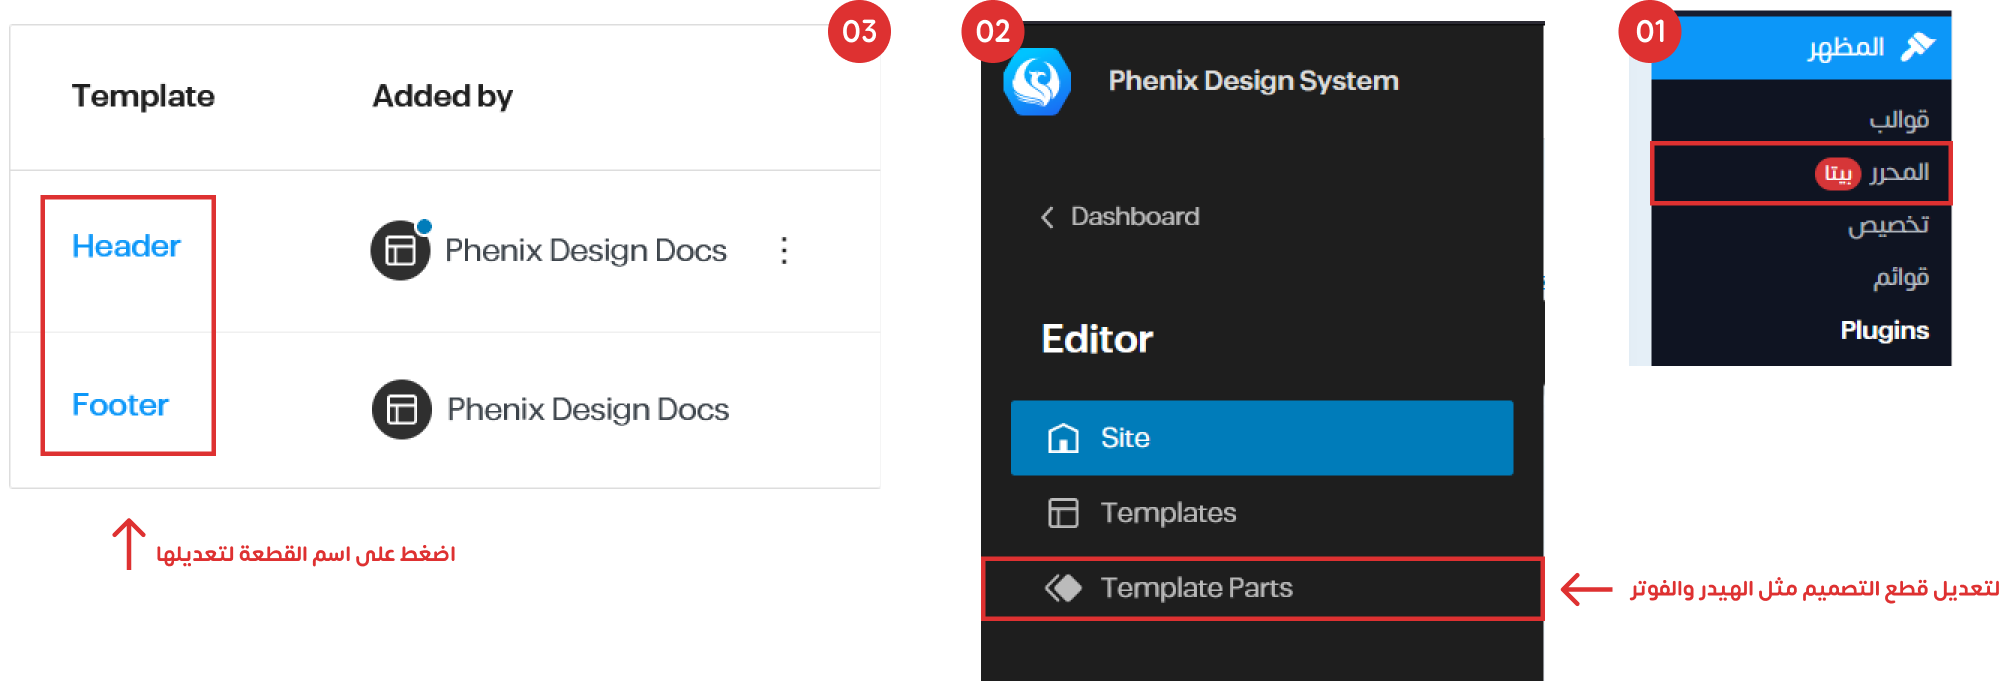 01
المظهر
قوالب
المحرر بيتا
تخصيص
قوائم
Plugins
02
Phenix Design System
Dashboard
Editor
Site
Templates
Template Parts
لتعديل قطع التصميم مثل الهيدر والفوتر
03
Template Added by
Header Phenix Design Docs
Footer Phenix Design Docs
اضغط على اسم القطعة لتعديلها